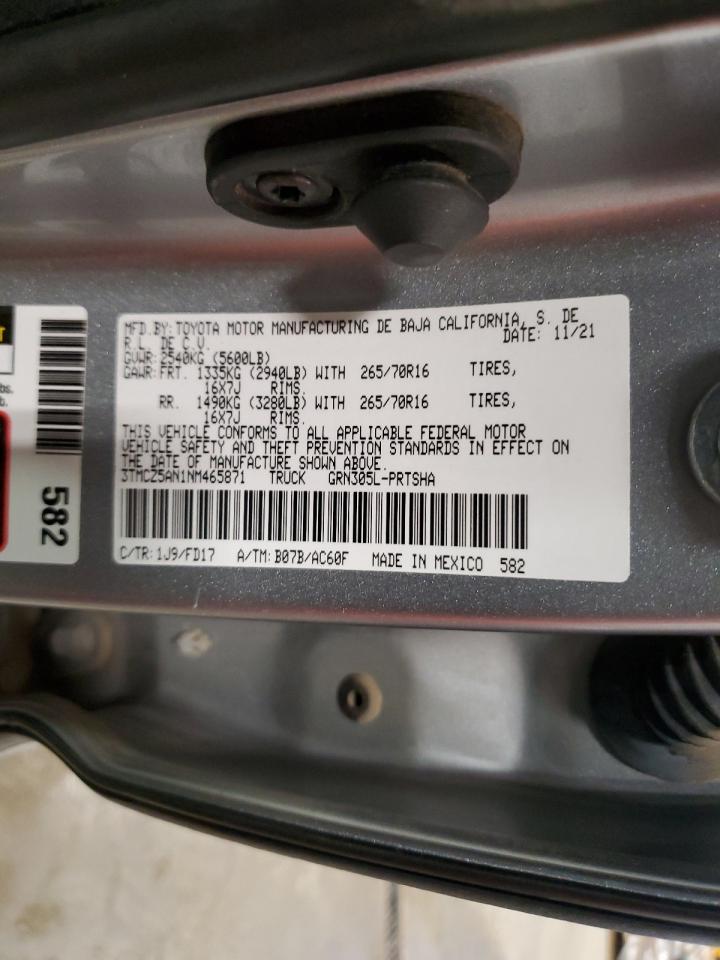 MFD.BY: TOYOTA MOTOR MANUFACTURING DE BAJA CALIFORNIA, S. DE
R.L. DE C.V. DATE: 11/21
GVWR: 2540KG (5600LB)
GAWR: FRT. 1335KG (2940LB) WITH 265/70R16 TIRES,
16X7J RIMS.
RR. 1490KG (3280LB) WITH 265/70R16 TIRES,
16X7J RIMS.
THIS VEHICLE CONFORMS TO ALL APPLICABLE FEDERAL MOTOR
VEHICLE SAFETY AND THEFT PREVENTION STANDARDS IN EFFECT ON
THE DATE OF MANUFACTURE SHOWN ABOVE.
3TMCZ5AN1NM465871 TRUCK GRN305L-PRTSHA
C/TR: 1J9/FD17 A/TM: B07B/AC60F MADE IN MEXICO 582
582